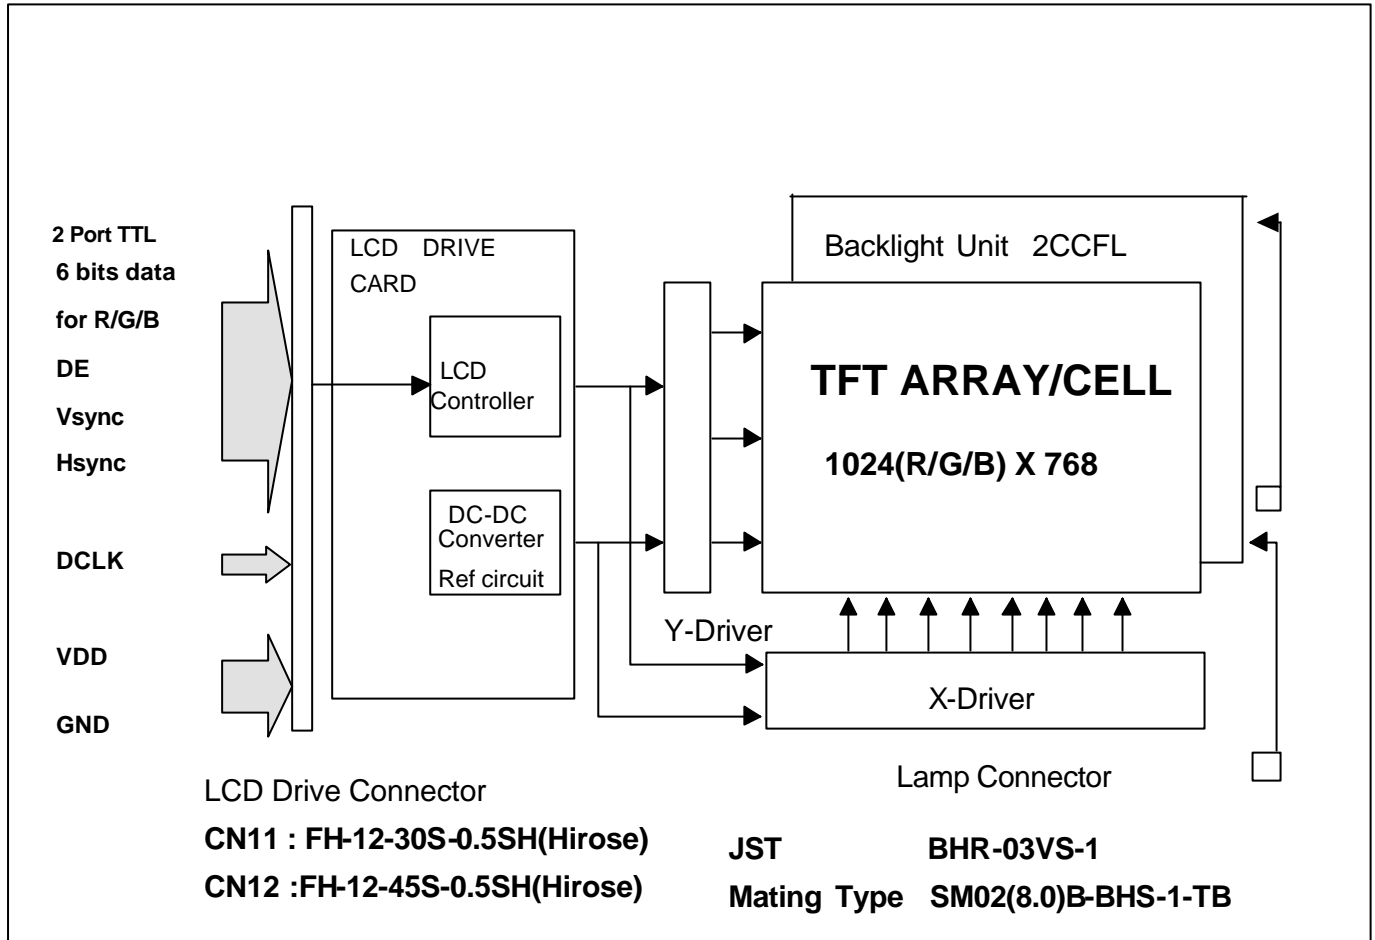 2 Port TTL
6 bits data
for R/G/B
DE
Vsync
Hsync
DCLK
VDD
GND
LCD DRIVE
CARD
LCD
Controller
DC-DC
Converter
Ref circuit
Y-Driver
Backlight Unit 2CCFL
TFT ARRAY/CELL
1024(R/G/B) X 768
X-Driver
LCD Drive Connector
CN11 : FH-12-30S-0.5SH(Hirose)
CN12 :FH-12-45S-0.5SH(Hirose)
Lamp Connector
JST BHR-03VS-1
Mating Type SM02(8.0)B-BHS-1-TB